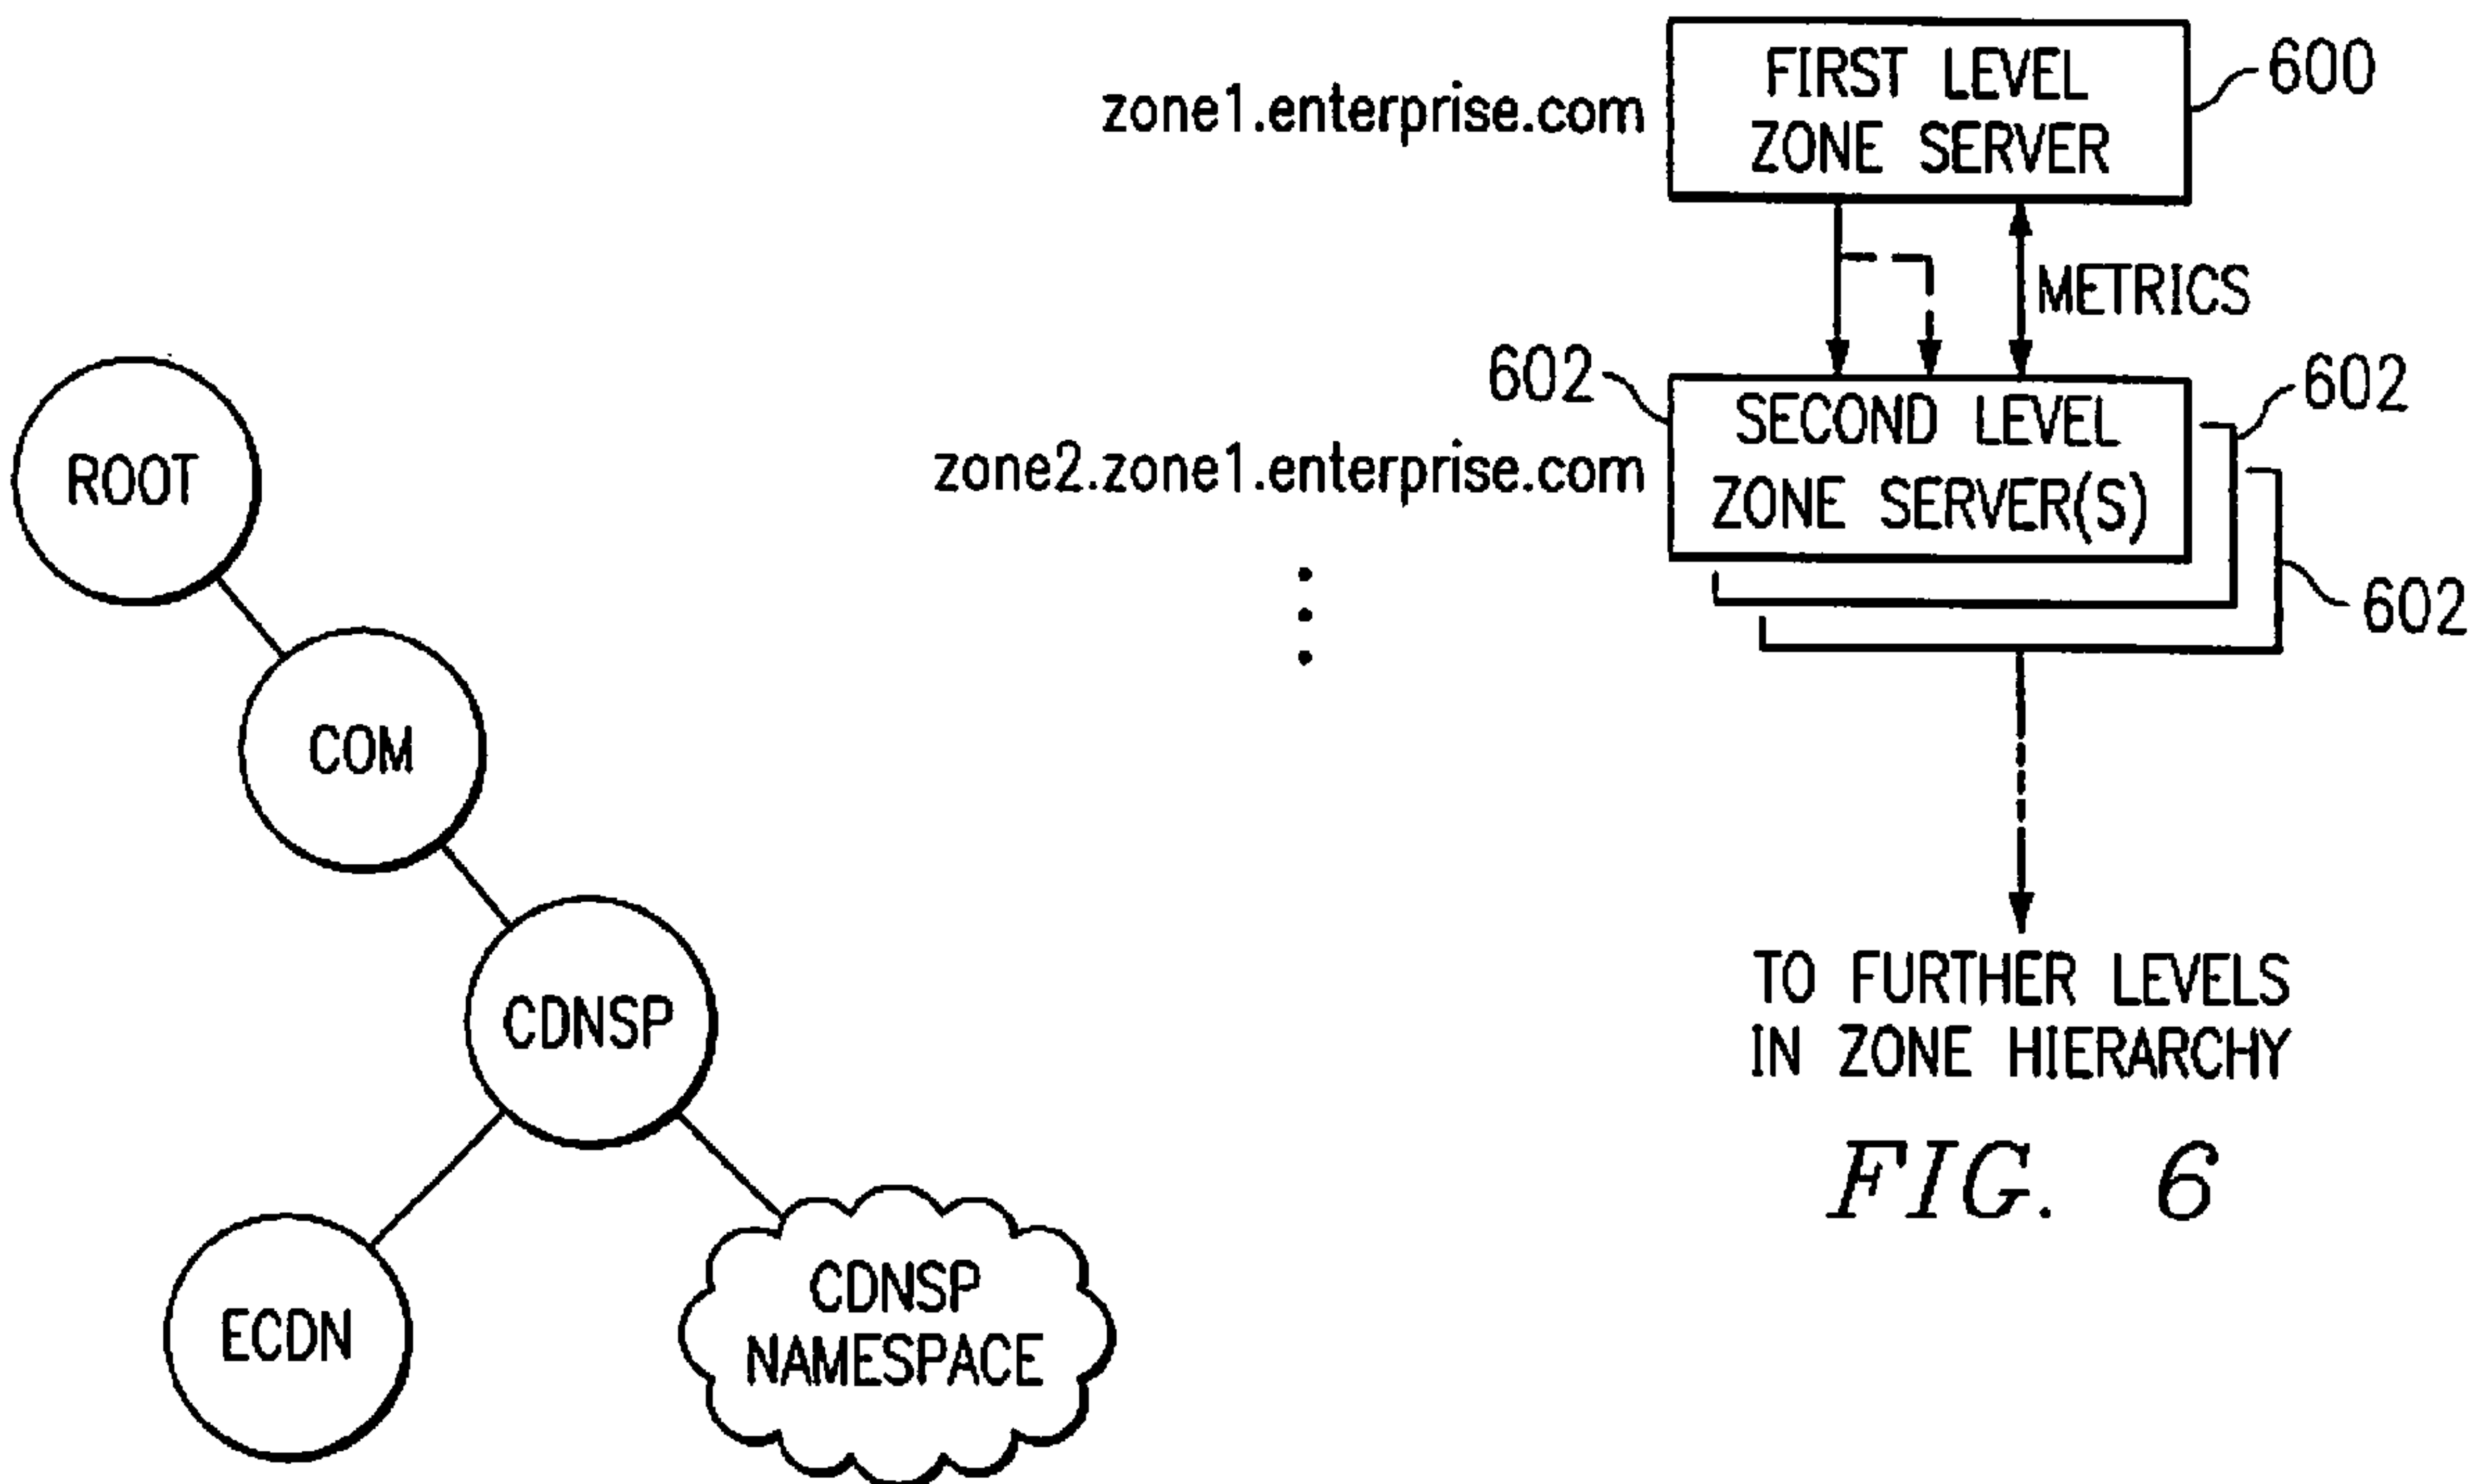 ROOT
COM
CDNSP
ECDN
CDNSP
NAMESPACE
zone1.enterprise.com
FIRST LEVEL
ZONE SERVER
600
METRICS
602
zone2.zone1.enterprise.com
SECOND LEVEL
ZONE SERVER(S)
602
602
TO FURTHER LEVELS
IN ZONE HIERARCHY
FIG. 6